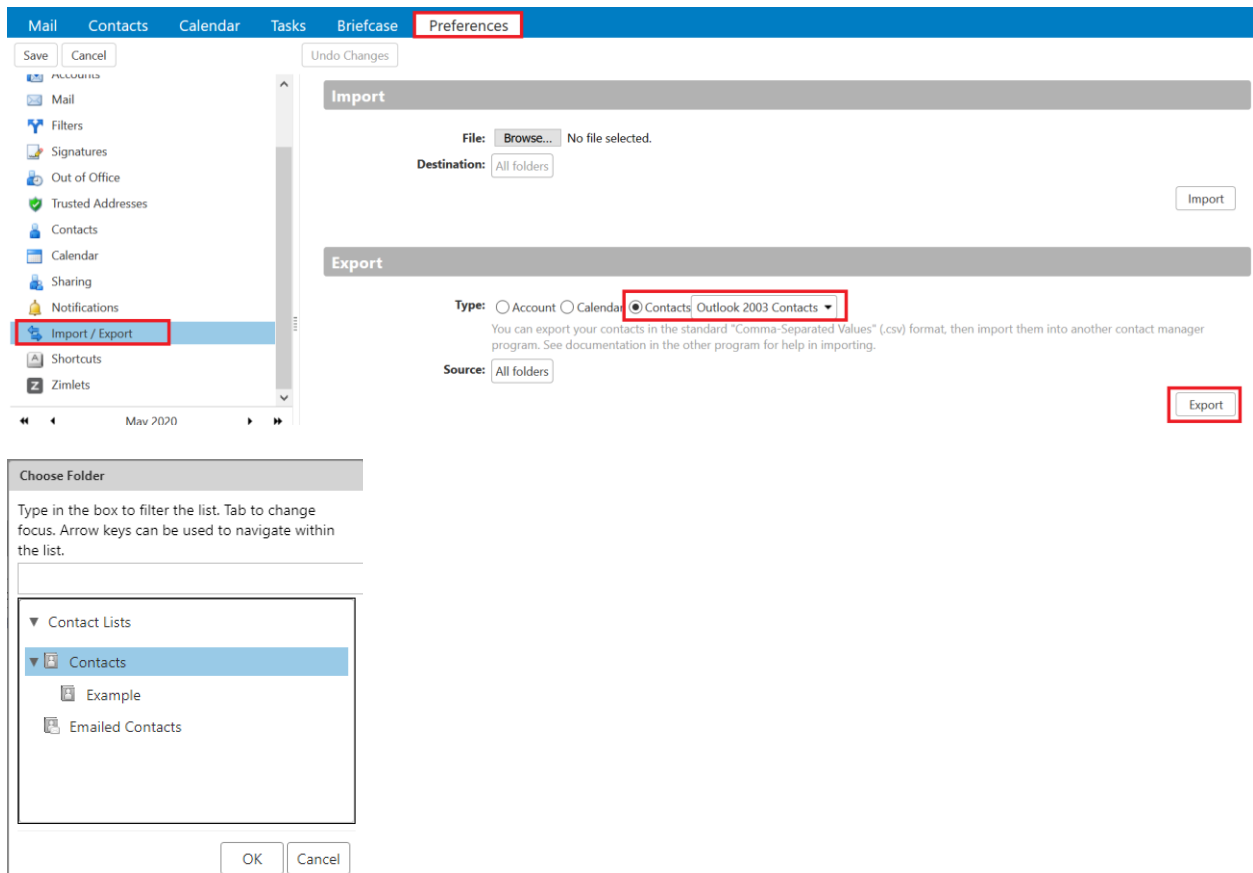 Mail Contacts Calendar Tasks Briefcase Preferences
Save Cancel Undo Changes
Accounts
Mail
Filters
Signatures
Out of Office
Trusted Addresses
Contacts
Calendar
Sharing
Notifications
Import / Export
Shortcuts
Zimlets
May 2020
Import
File: Browse... No file selected.
Destination: All folders
Import
Export
Type: Account Calendar Contacts Outlook 2003 Contacts
You can export your contacts in the standard "Comma-Separated Values" (.csv) format, then import them into another contact manager
program. See documentation in the other program for help in importing.
Source: All folders
Export
Choose Folder
Type in the box to filter the list. Tab to change
focus. Arrow keys can be used to navigate within
the list.
Contact Lists
Contacts
Example
Emailed Contacts
OK Cancel